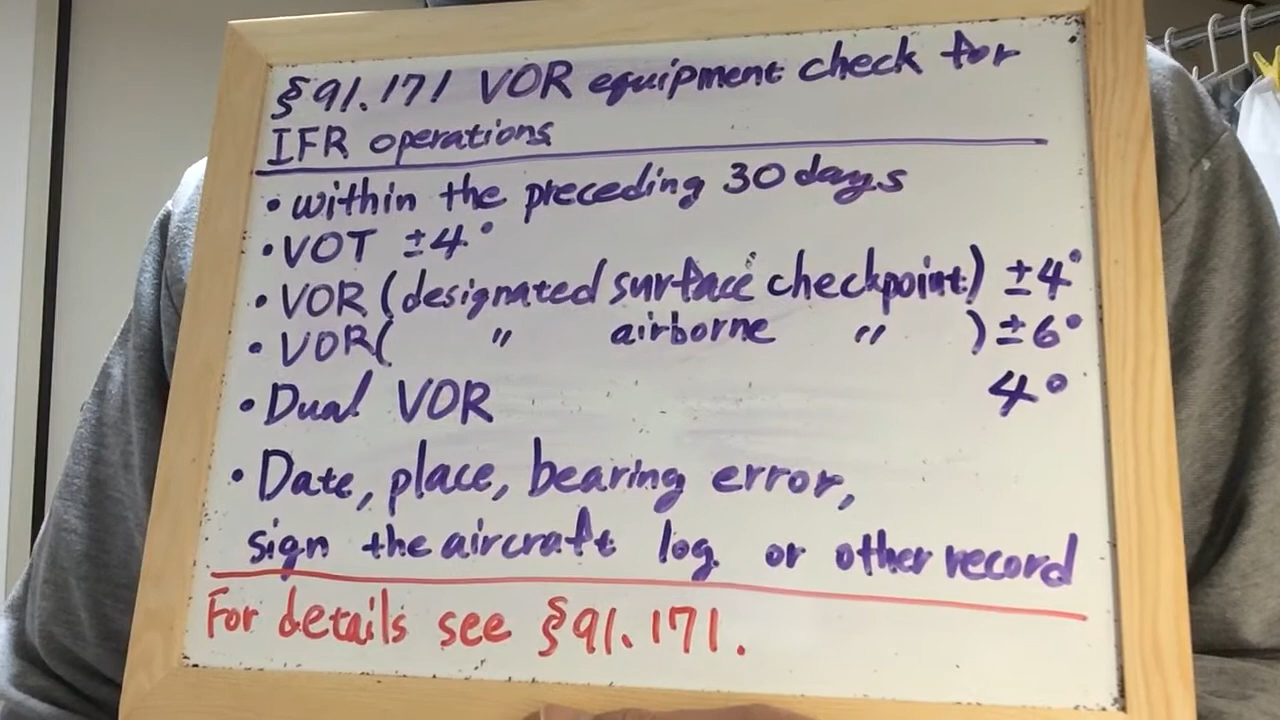 §91.171 VOR equipment check for
IFR operations
• within the preceding 30 days
• VOT ±4°
• VOR (designated surface checkpoint) ±4°
• VOR( " airborne " ) ±6°
• Dual VOR 4°
• Date, place, bearing error,
sign the aircraft log or other record
For details see §91.171.